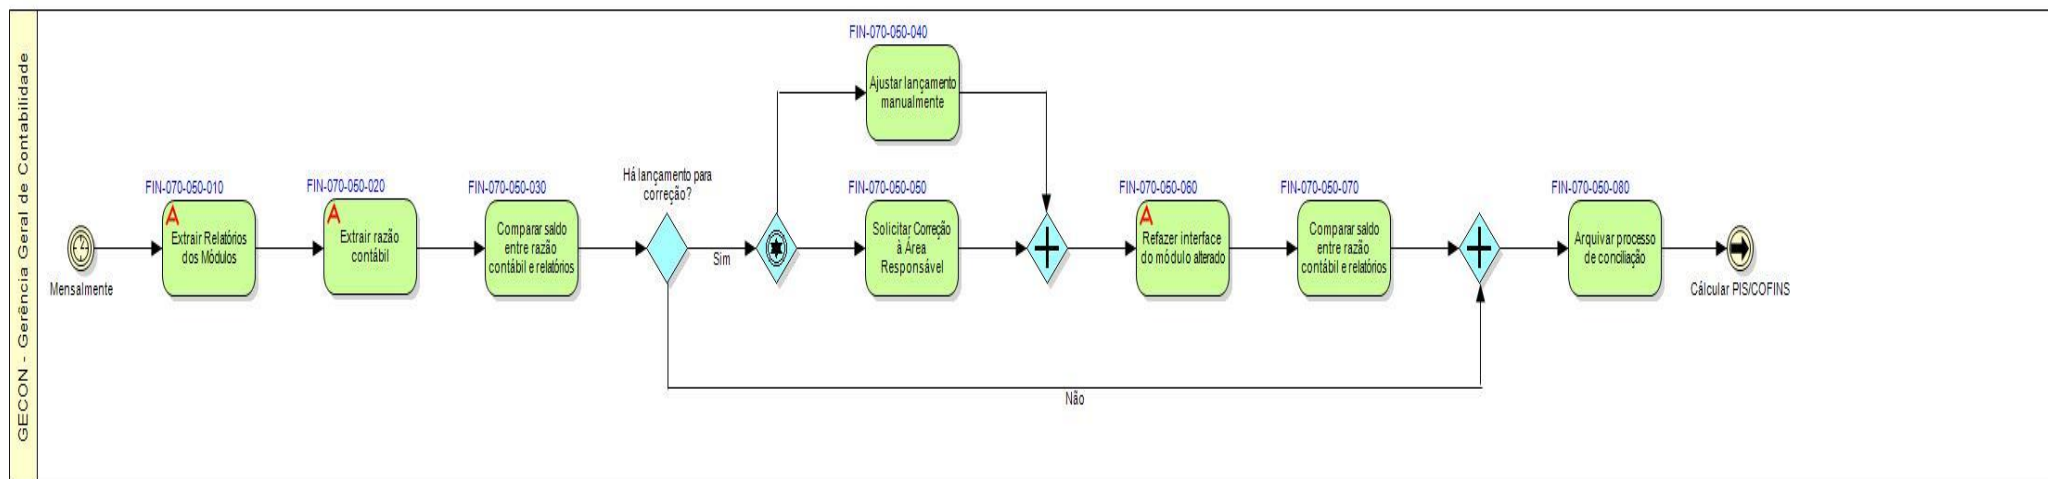 GECON - Gerência Geral de Contabilidade
Mensalmente
FIN-070-050-010
A
Extrair Relatórios
dos Módulos
FIN-070-050-020
A
Extrair razão
contábil
FIN-070-050-030
Comparar saldo
entre razão
contábil e relatórios
Há lançamento para
correção?
Sim
Não
FIN-070-050-040
Ajustar lançamento
manualmente
FIN-070-050-050
Solicitar Correção
à Área
Responsável
FIN-070-050-060
A
Refazer interface
do módulo alterado
FIN-070-050-070
Comparar saldo
entre razão
contábil e relatórios
FIN-070-050-080
Arquivar processo
de conciliação
Cálcular PIS/COFINS